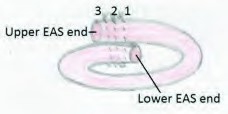 3 2 1
Upper EAS end
Lower EAS end